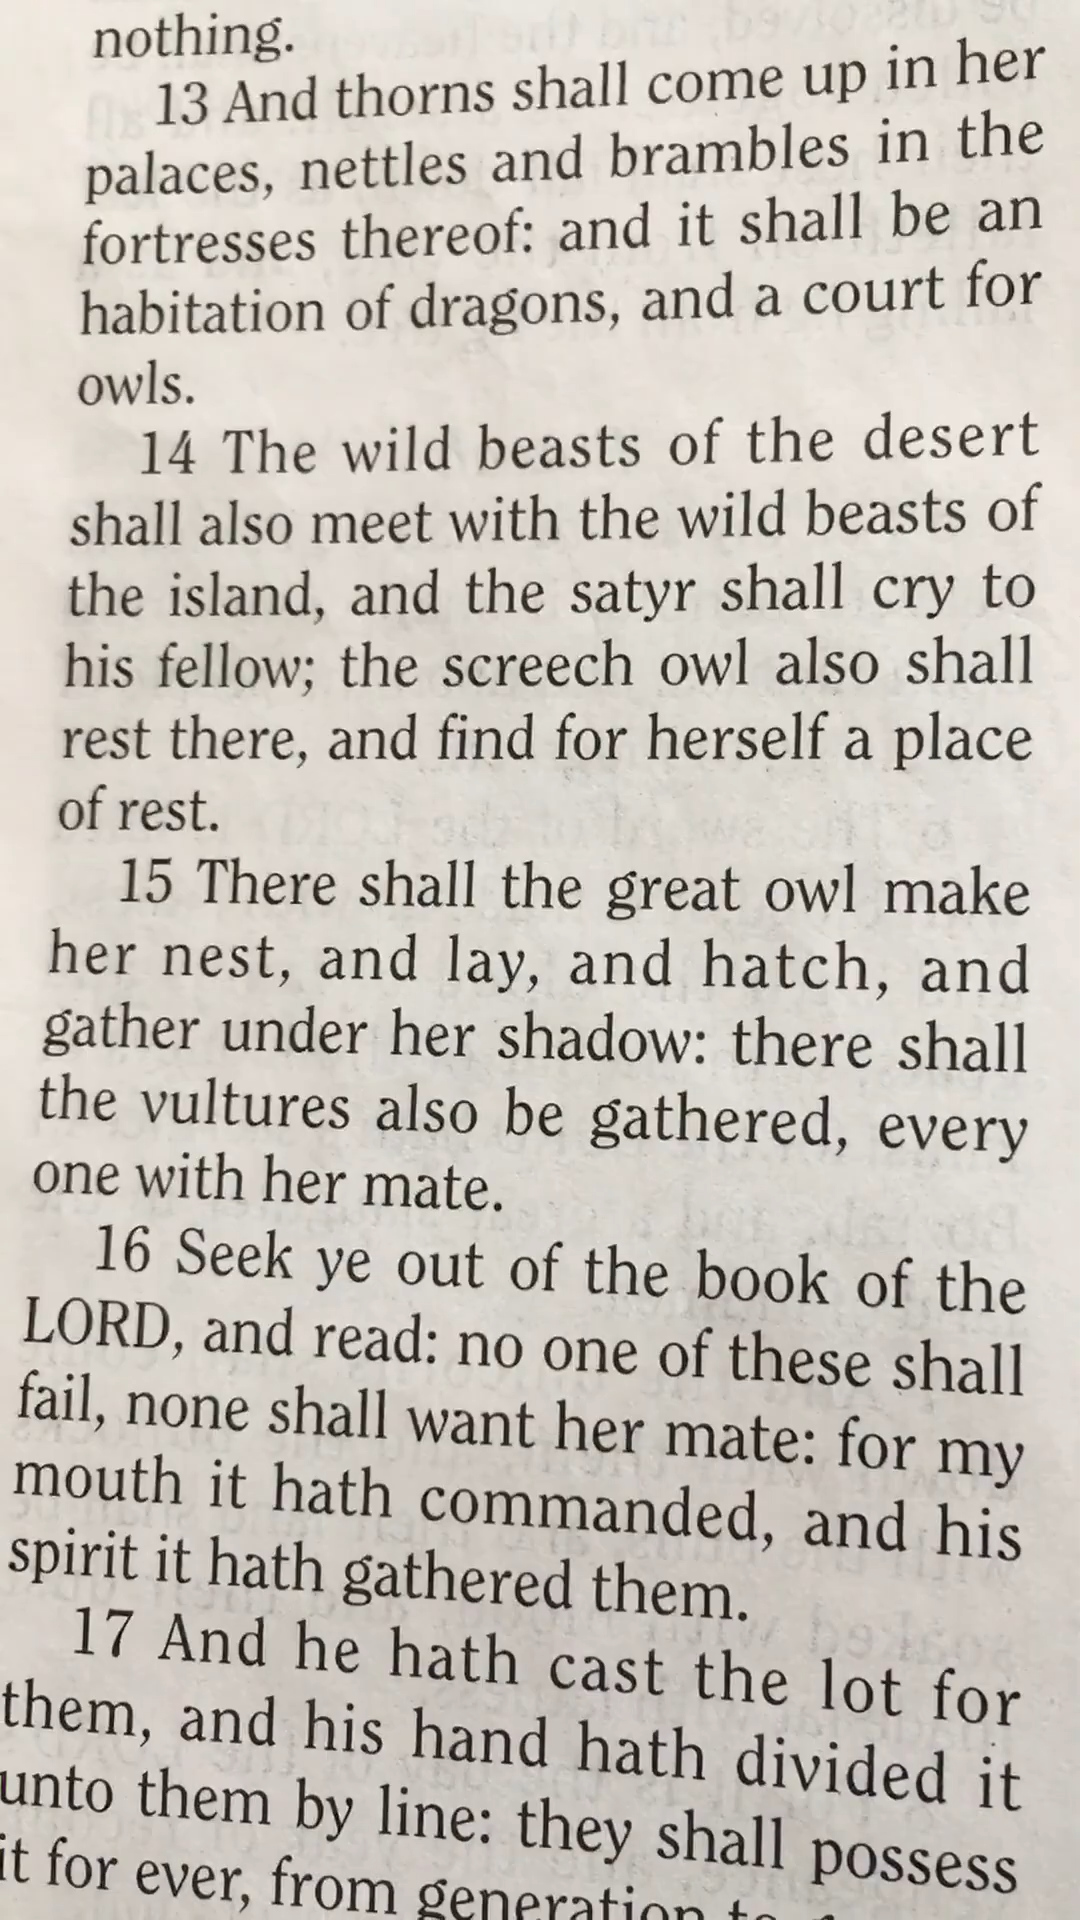 nothing.
13 And thorns shall come up in her
palaces, nettles and brambles in the
fortresses thereof: and it shall be an
habitation of dragons, and a court for
owls.
14 The wild beasts of the desert
shall also meet with the wild beasts of
the island, and the satyr shall cry to
his fellow; the screech owl also shall
rest there, and find for herself a place
of rest.
15 There shall the great owl make
her nest, and lay, and hatch, and
gather under her shadow: there shall
the vultures also be gathered, every
one with her mate.
16 Seek ye out of the book of the
LORD, and read: no one of these shall
fail, none shall want her mate: for my
mouth it hath commanded, and his
spirit it hath gathered them.
17 And he hath cast the lot for
them, and his hand hath divided it
unto them by line: they shall possess
it for ever, from generation to